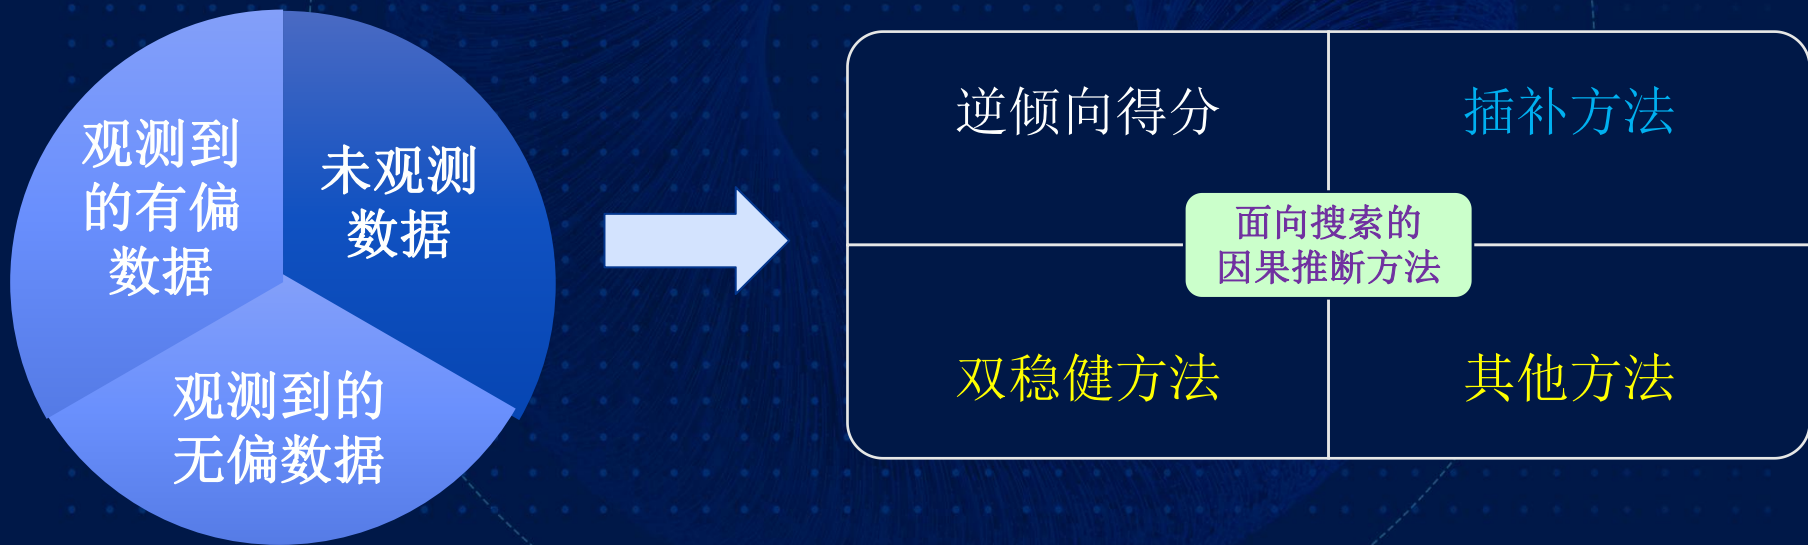 观测到
的有偏
数据
未观测
数据
观测到的
无偏数据
逆倾向得分
插补方法
面向搜索的
因果推断方法
双稳健方法
其他方法